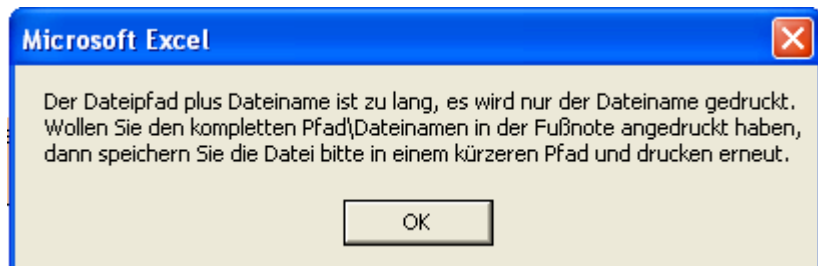 Microsoft Excel
Der Dateipfad plus Dateiname ist zu lang, es wird nur der Dateiname gedruckt.
Wollen Sie den kompletten Pfad\Dateinamen in der Fußnote angedruckt haben,
dann speichern Sie die Datei bitte in einem kürzeren Pfad und drucken erneut.
OK